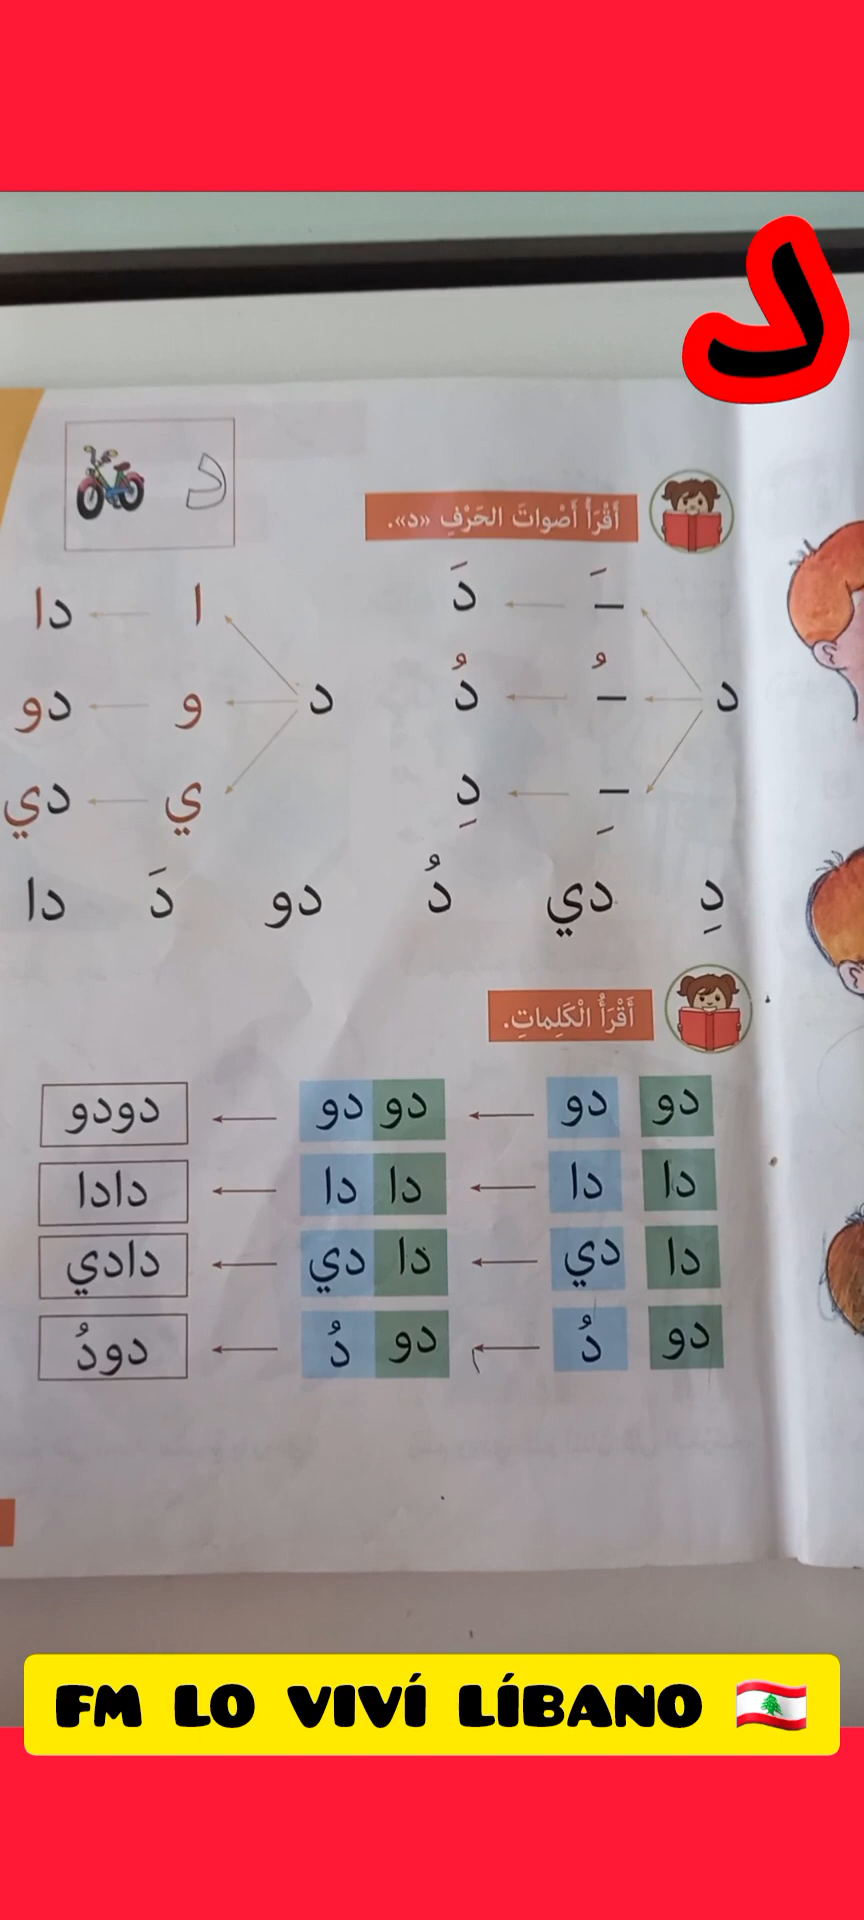 د
د
أَقْرَأُ أَصْواتَ الحَرْفِ «د».
د ـَ دَ
د ـُ دُ
د ـِ دِ
د ا دا
د و دو
د ي دي
دِ دي دُ دو دَ دا
أَقْرَأُ الْكَلِماتِ.
دو دو دو دو دودو
دا دا دا دا دادا
دا دي دا دي دادي
دو دُ دو دُ دودُ
FM LO VIVÍ LÍBANO 🇱🇧